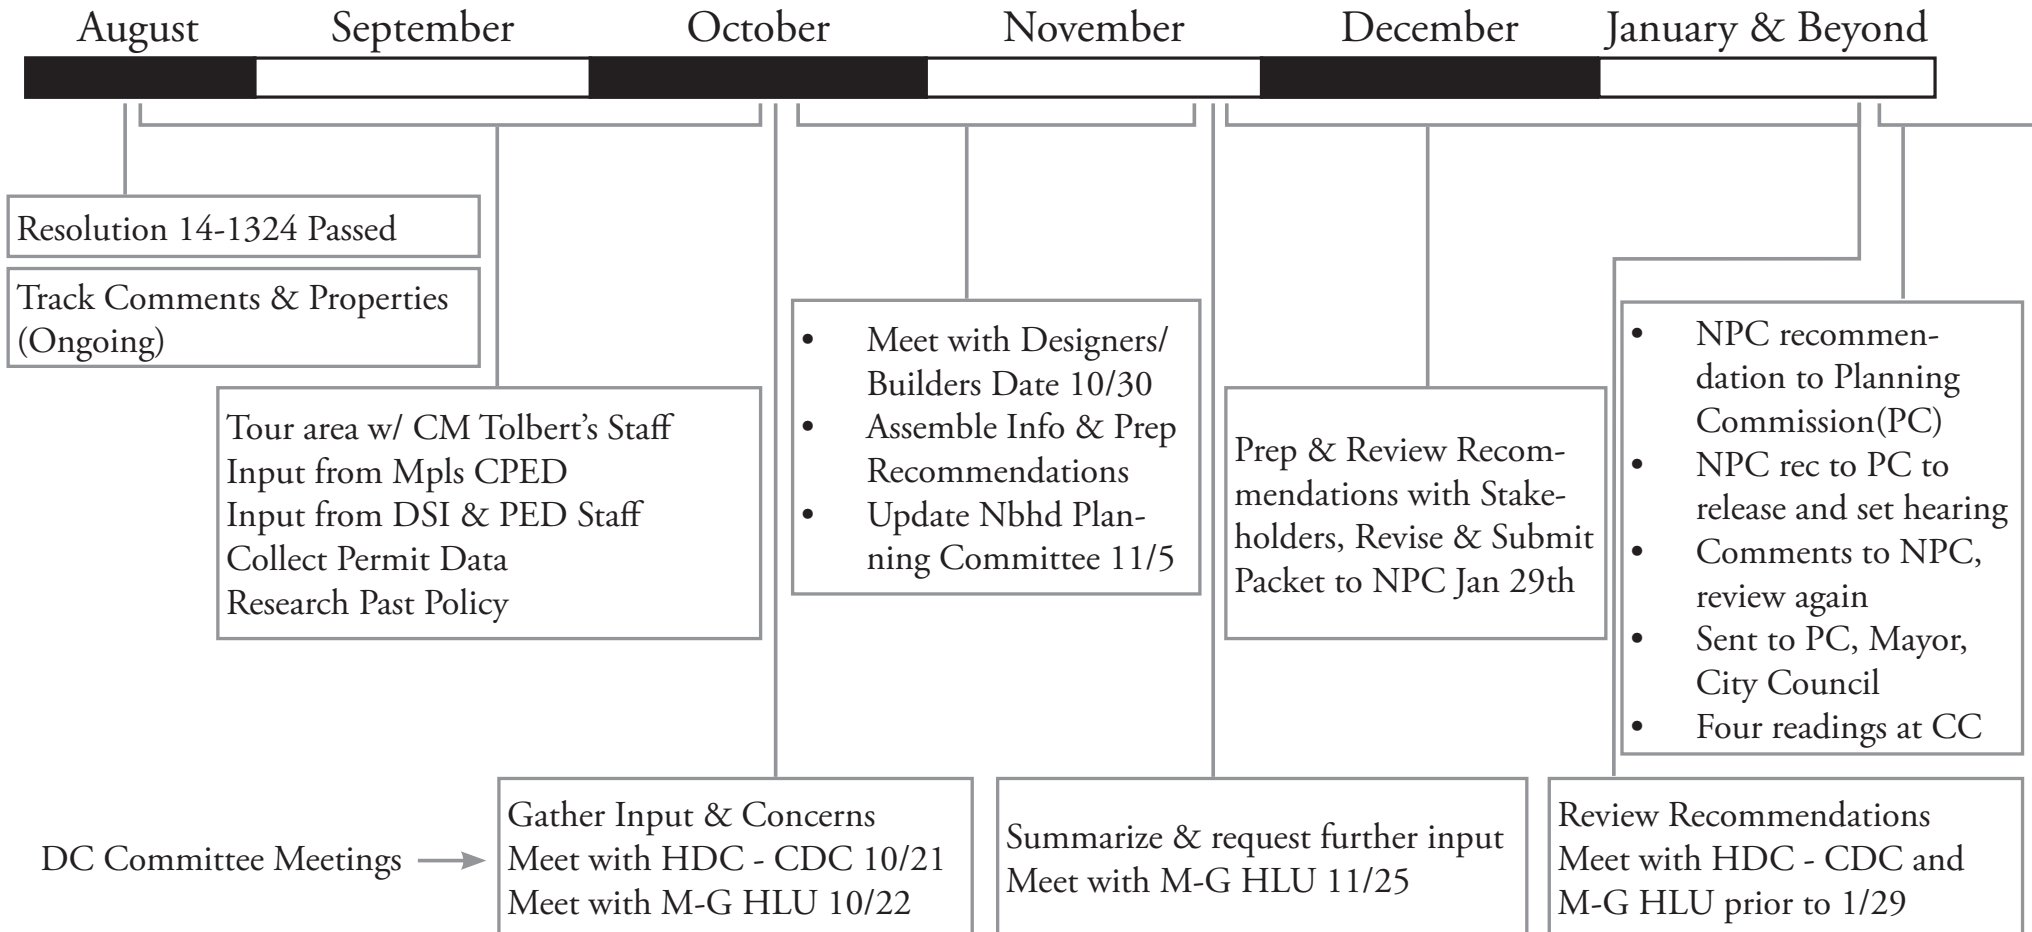 August
September
October
November
December
January & Beyond
Resolution 14-1324 Passed
Track Comments & Properties
(Ongoing)
Tour area w/ CM Tolbert’s Staff
Input from Mpls CPED
Input from DSI & PED Staff
Collect Permit Data
Research Past Policy
• Meet with Designers/
Builders Date 10/30
• Assemble Info & Prep
Recommendations
• Update Nbhd Plan-
ning Committee 11/5
Prep & Review Recom-
mendations with Stake-
holders, Revise & Submit
Packet to NPC Jan 29th
• NPC recommen-
dation to Planning
Commission(PC)
• NPC rec to PC to
release and set hearing
• Comments to NPC,
review again
• Sent to PC, Mayor,
City Council
• Four readings at CC
DC Committee Meetings
Gather Input & Concerns
Meet with HDC - CDC 10/21
Meet with M-G HLU 10/22
Summarize & request further input
Meet with M-G HLU 11/25
Review Recommendations
Meet with HDC - CDC and
M-G HLU prior to 1/29